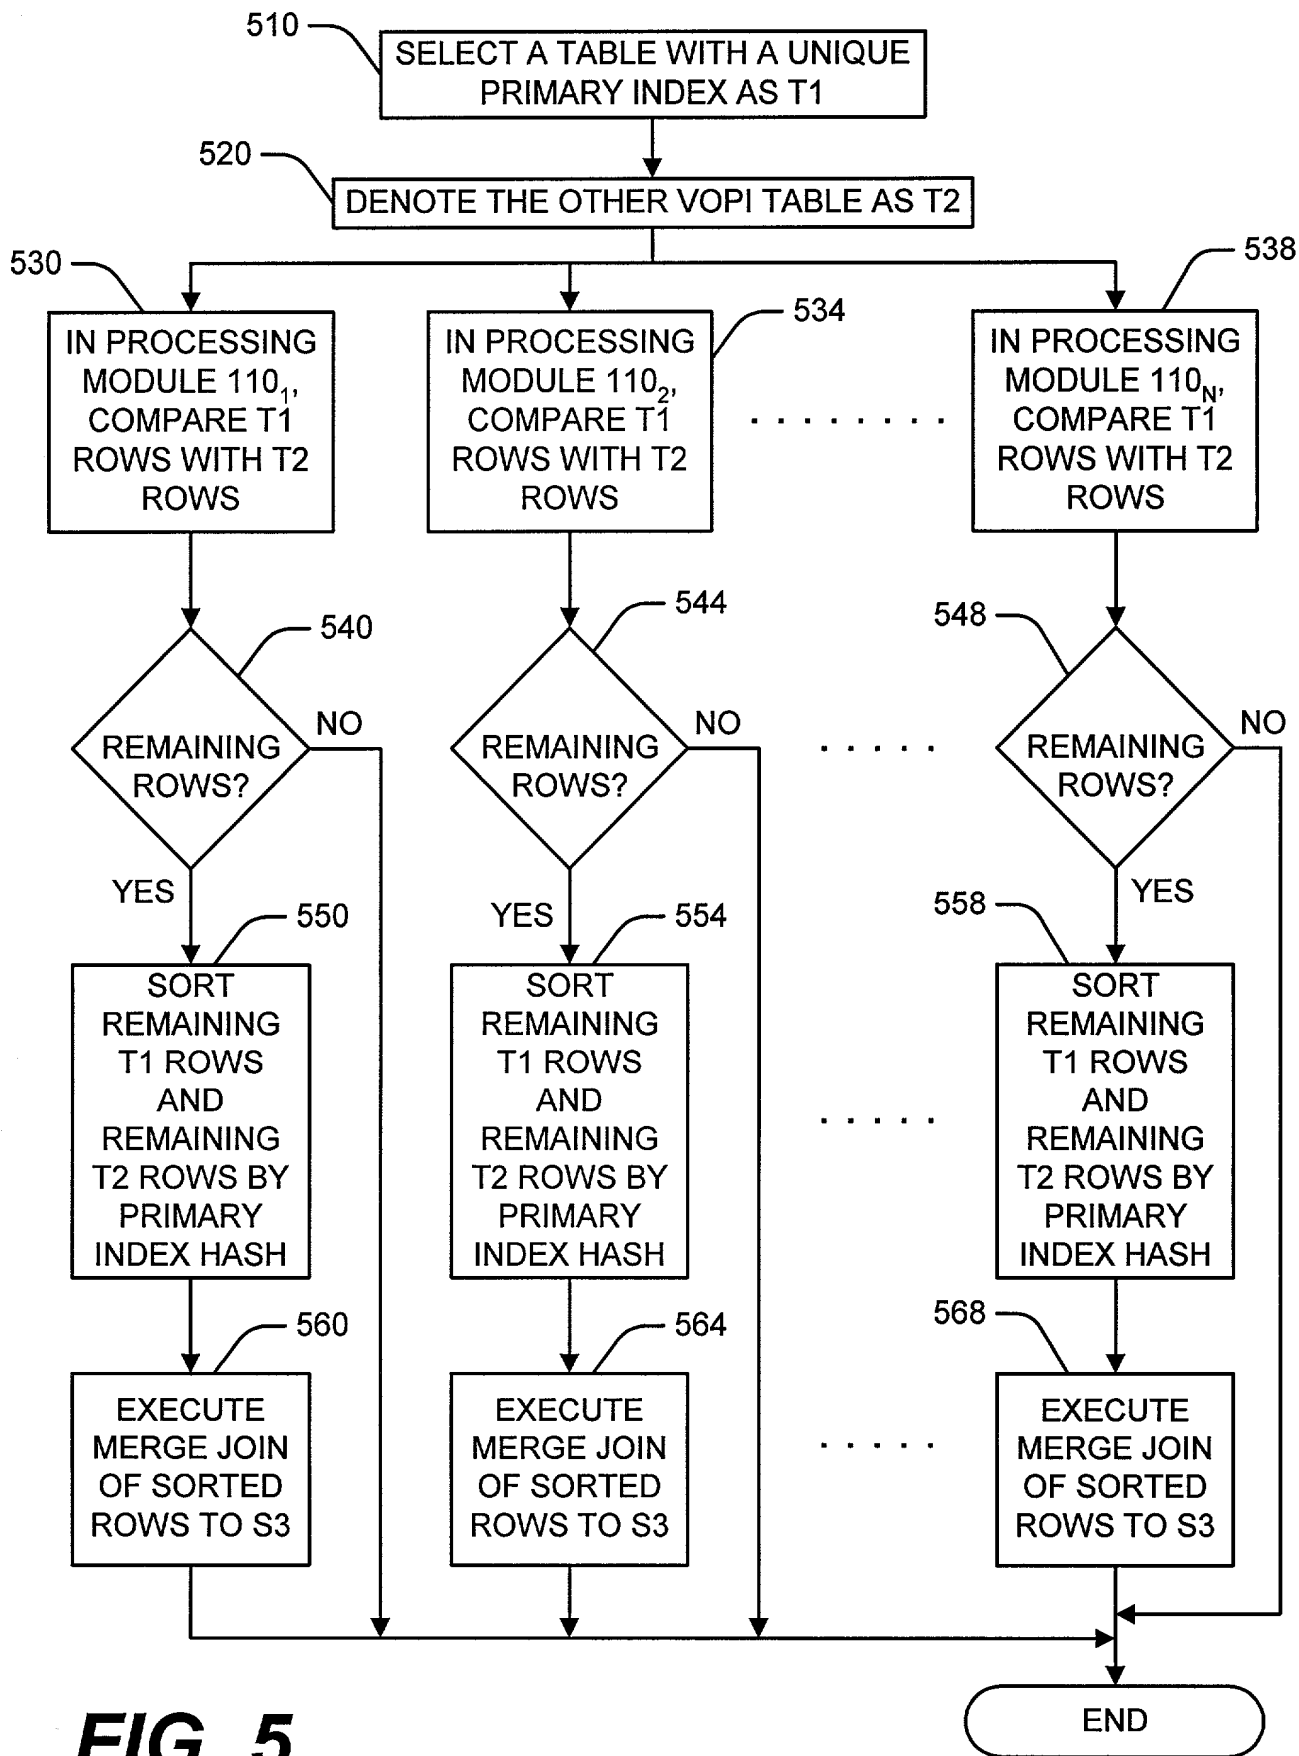 510
SELECT A TABLE WITH A UNIQUE
PRIMARY INDEX AS T1
520
DENOTE THE OTHER VOPI TABLE AS T2
530
IN PROCESSING
MODULE 110₁,
COMPARE T1
ROWS WITH T2
ROWS
534
IN PROCESSING
MODULE 110₂,
COMPARE T1
ROWS WITH T2
ROWS
. . . . . . . .
538
IN PROCESSING
MODULE 110N,
COMPARE T1
ROWS WITH T2
ROWS
540
REMAINING
ROWS?
NO
YES
544
REMAINING
ROWS?
NO
YES
. . . . .
548
REMAINING
ROWS?
NO
YES
550
SORT
REMAINING
T1 ROWS
AND
REMAINING
T2 ROWS BY
PRIMARY
INDEX HASH
554
SORT
REMAINING
T1 ROWS
AND
REMAINING
T2 ROWS BY
PRIMARY
INDEX HASH
. . . . .
558
SORT
REMAINING
T1 ROWS
AND
REMAINING
T2 ROWS BY
PRIMARY
INDEX HASH
560
EXECUTE
MERGE JOIN
OF SORTED
ROWS TO S3
564
EXECUTE
MERGE JOIN
OF SORTED
ROWS TO S3
. . . . .
568
EXECUTE
MERGE JOIN
OF SORTED
ROWS TO S3
END
FIG. 5